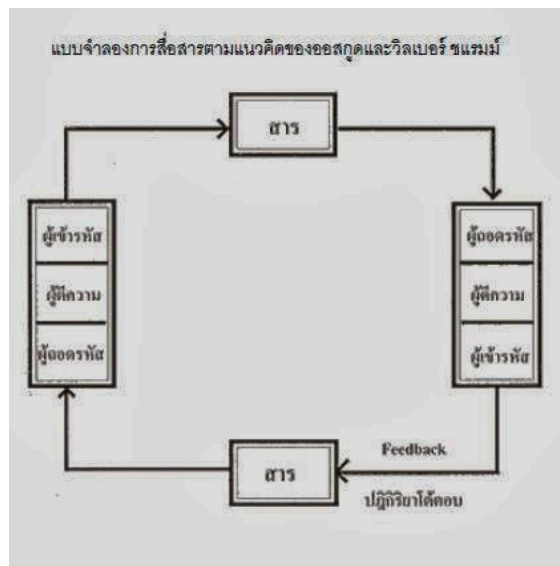 แบบจำลองการสื่อสารตามแนวคิดของออสกูดและวิลเบอร์ ชแรมม์
สาร
ผู้เข้ารหัส
ผู้ตีความ
ผู้ถอดรหัส
ผู้ถอดรหัส
ผู้ตีความ
ผู้เข้ารหัส
สาร
Feedback
ปฎิกิริยาโต้ตอบ